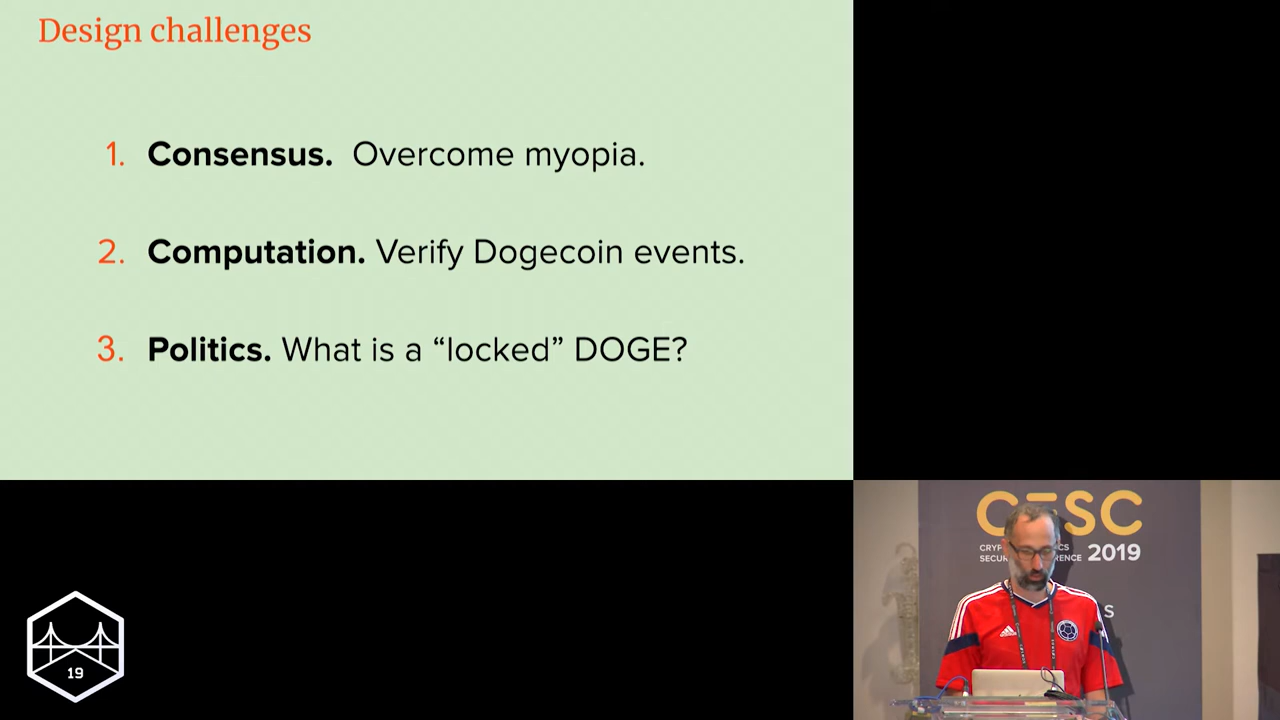 Design challenges
1. Consensus. Overcome myopia.
2. Computation. Verify Dogecoin events.
3. Politics. What is a “locked” DOGE?
CESC
2019
19